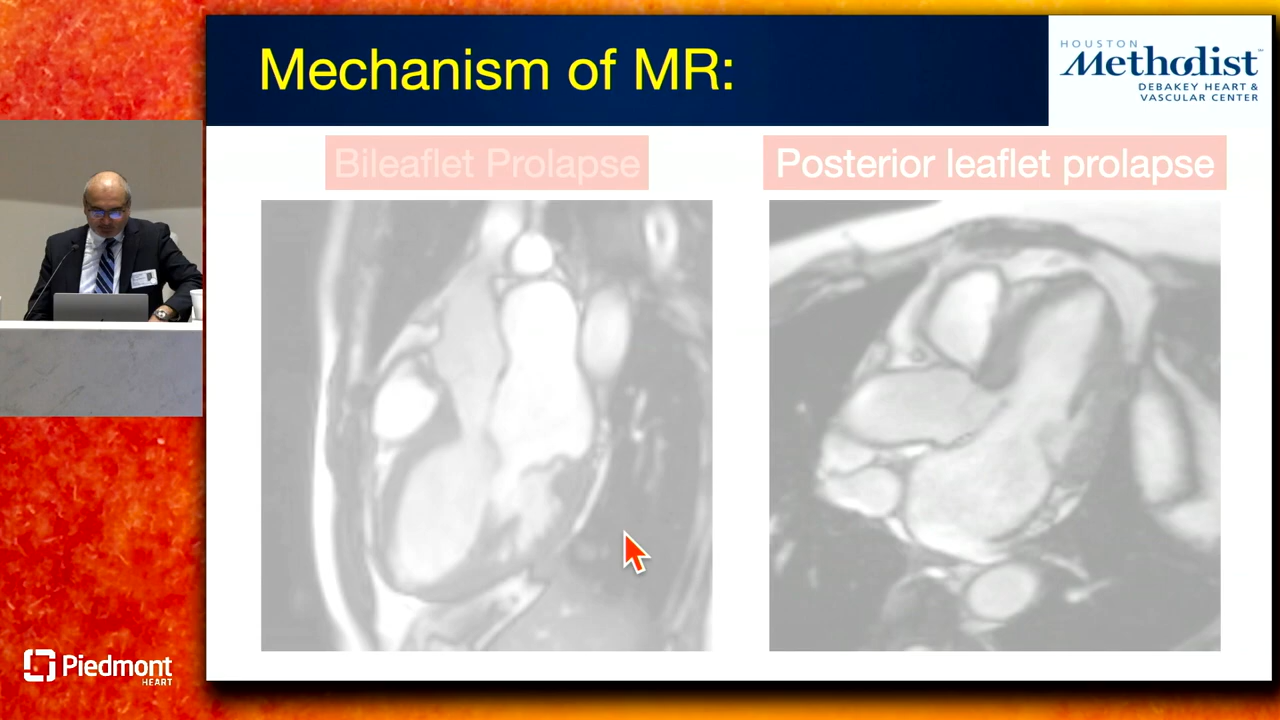 Mechanism of MR:
HOUSTON
Methodist
DEBAKEY HEART &
VASCULAR CENTER
Bileaflet Prolapse
Posterior leaflet prolapse
Piedmont
HEART